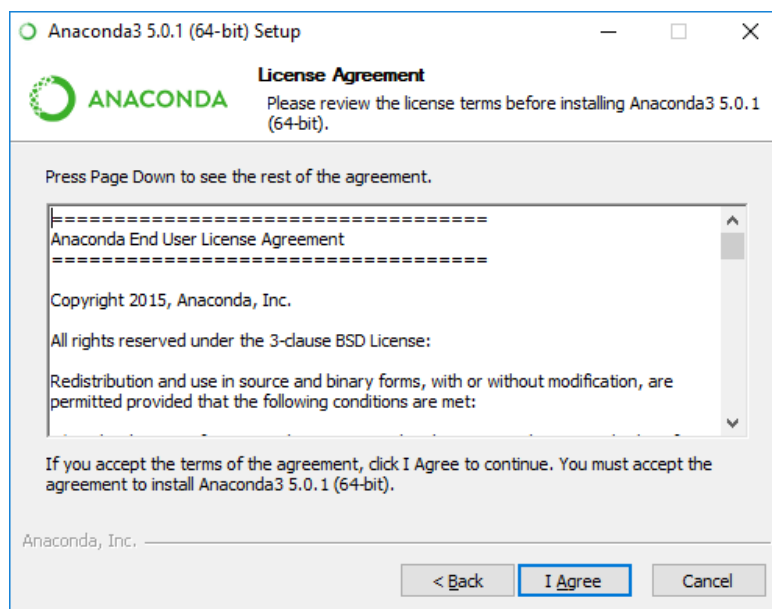 Anaconda3 5.0.1 (64-bit) Setup
ANACONDA
License Agreement
Please review the license terms before installing Anaconda3 5.0.1
(64-bit).
Press Page Down to see the rest of the agreement.
===================================
Anaconda End User License Agreement
===================================
Copyright 2015, Anaconda, Inc.
All rights reserved under the 3-clause BSD License:
Redistribution and use in source and binary forms, with or without modification, are
permitted provided that the following conditions are met:
If you accept the terms of the agreement, click I Agree to continue. You must accept the
agreement to install Anaconda3 5.0.1 (64-bit).
Anaconda, Inc.
< Back
I Agree
Cancel